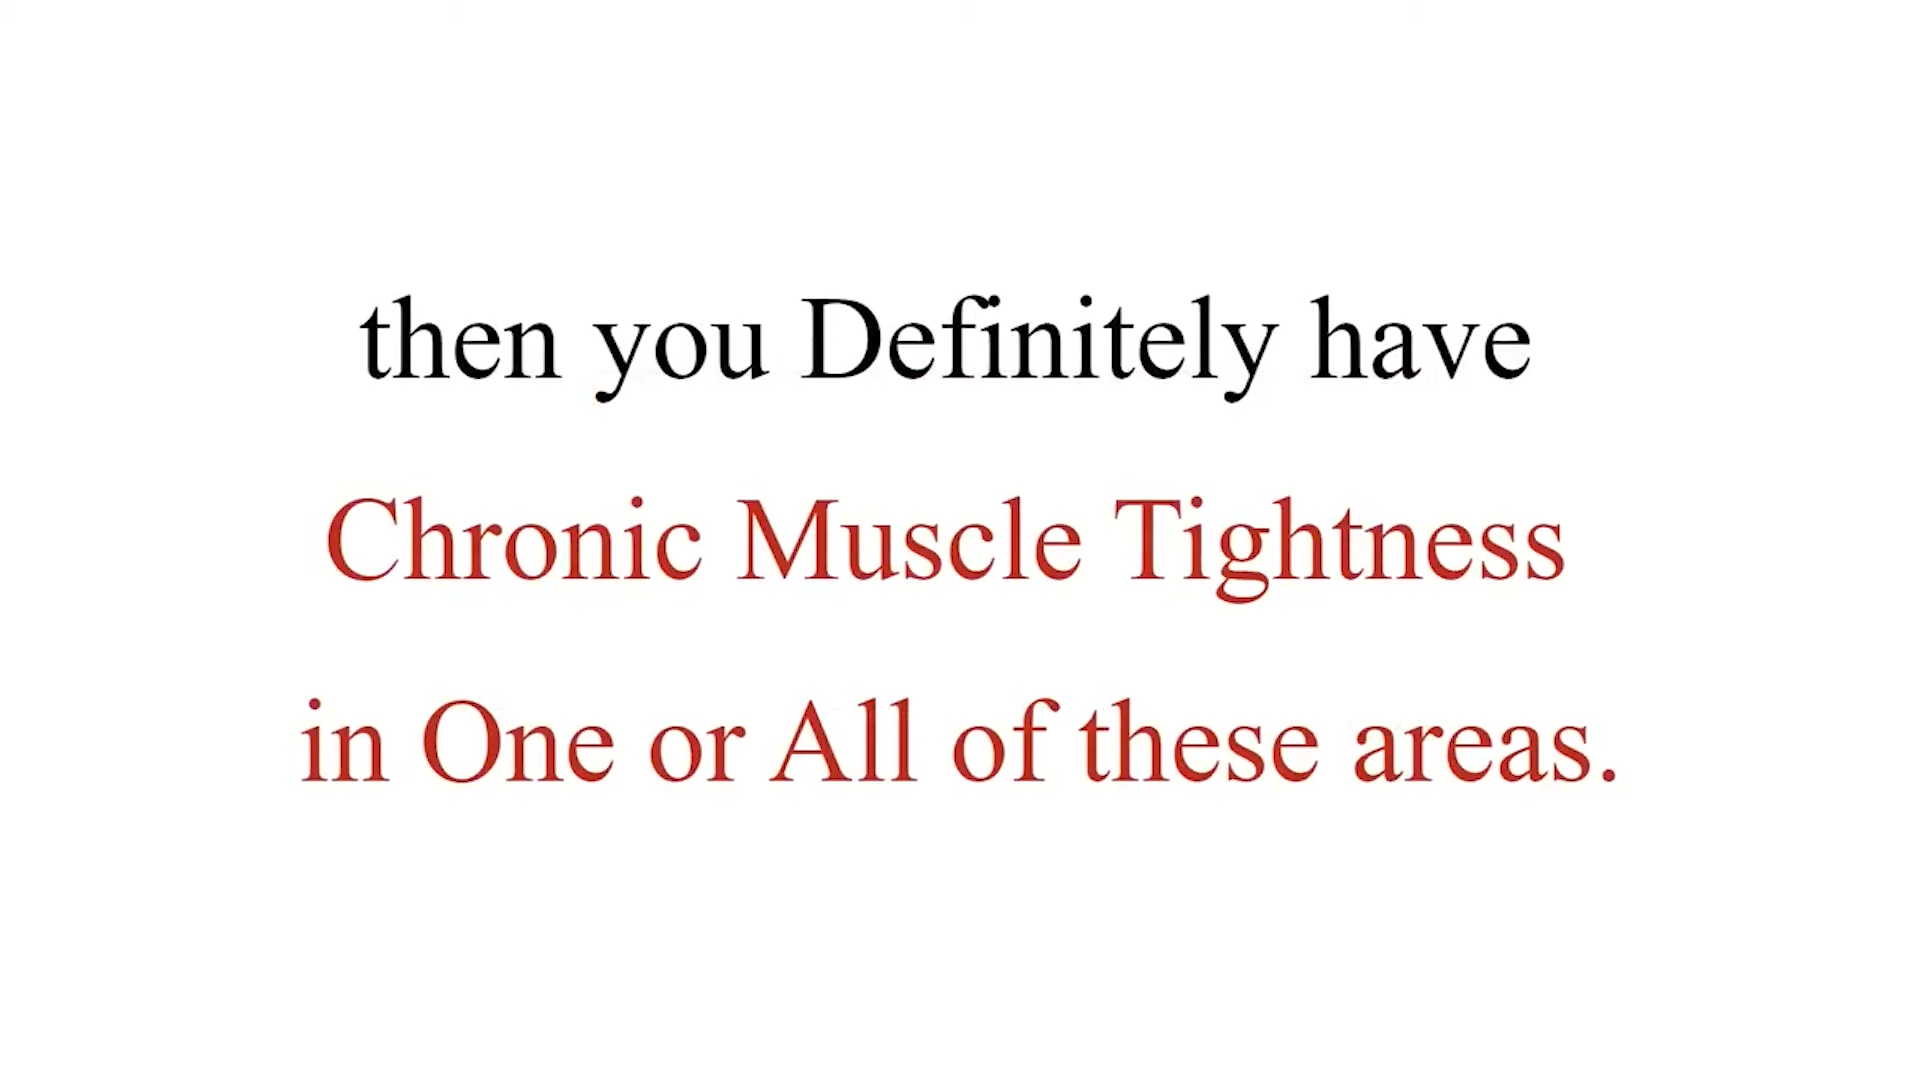 then you Definitely have
Chronic Muscle Tightness
in One or All of these areas.